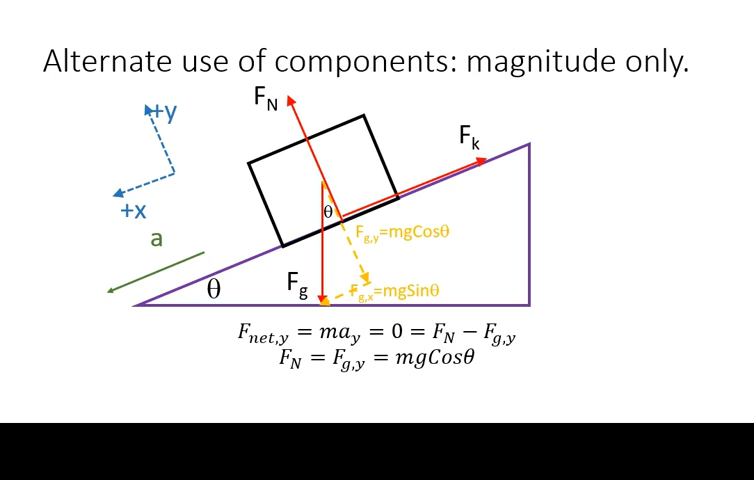 Alternate use of components: magnitude only.
F_N
+y
F_k
+x
a
θ
F_g,y=mgCosθ
θ
F_g
F_g,x=mgSinθ
F_net,y = ma_y = 0 = F_N − F_g,y
F_N = F_g,y = mgCosθ